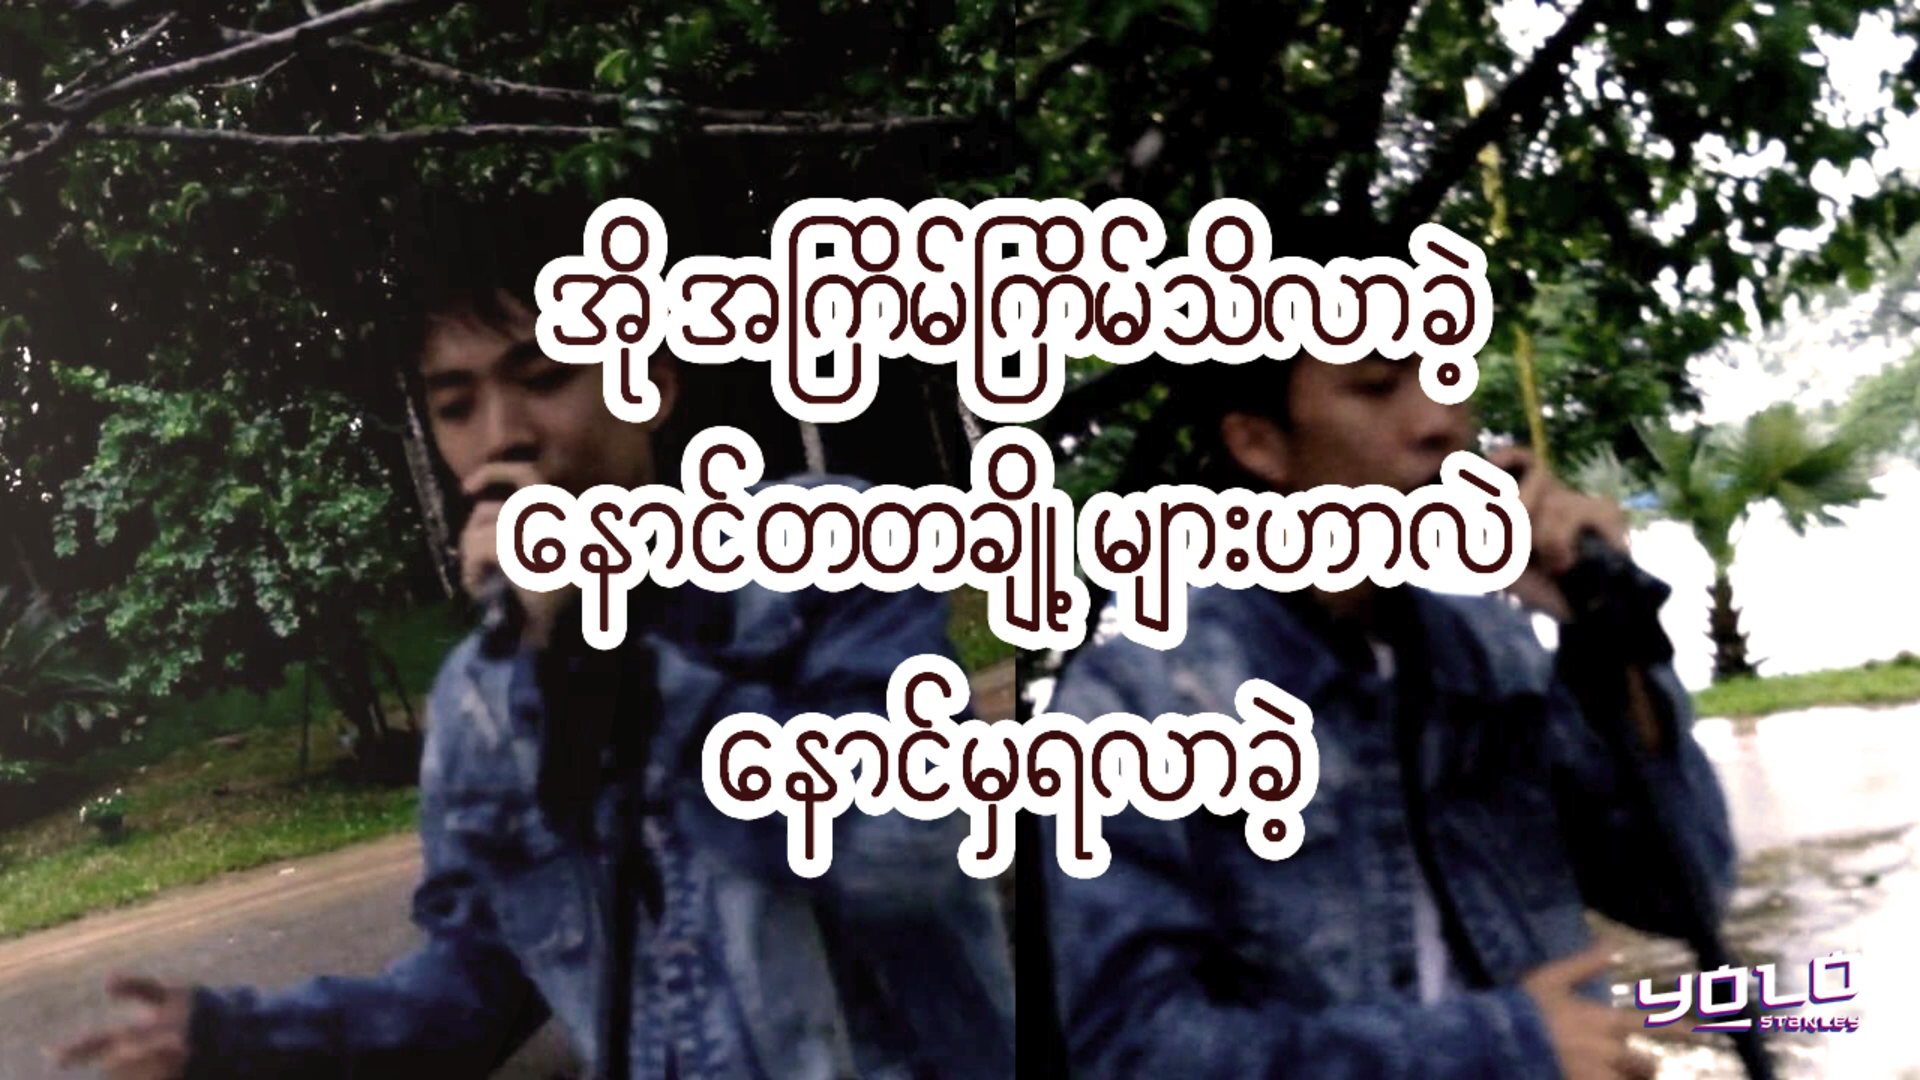 အို အကြိမ်ကြိမ်သိလာခဲ့
နောင်တတချို့ များဟာလဲ
နောင်မှရလာခဲ့
YOLO
STANLEY